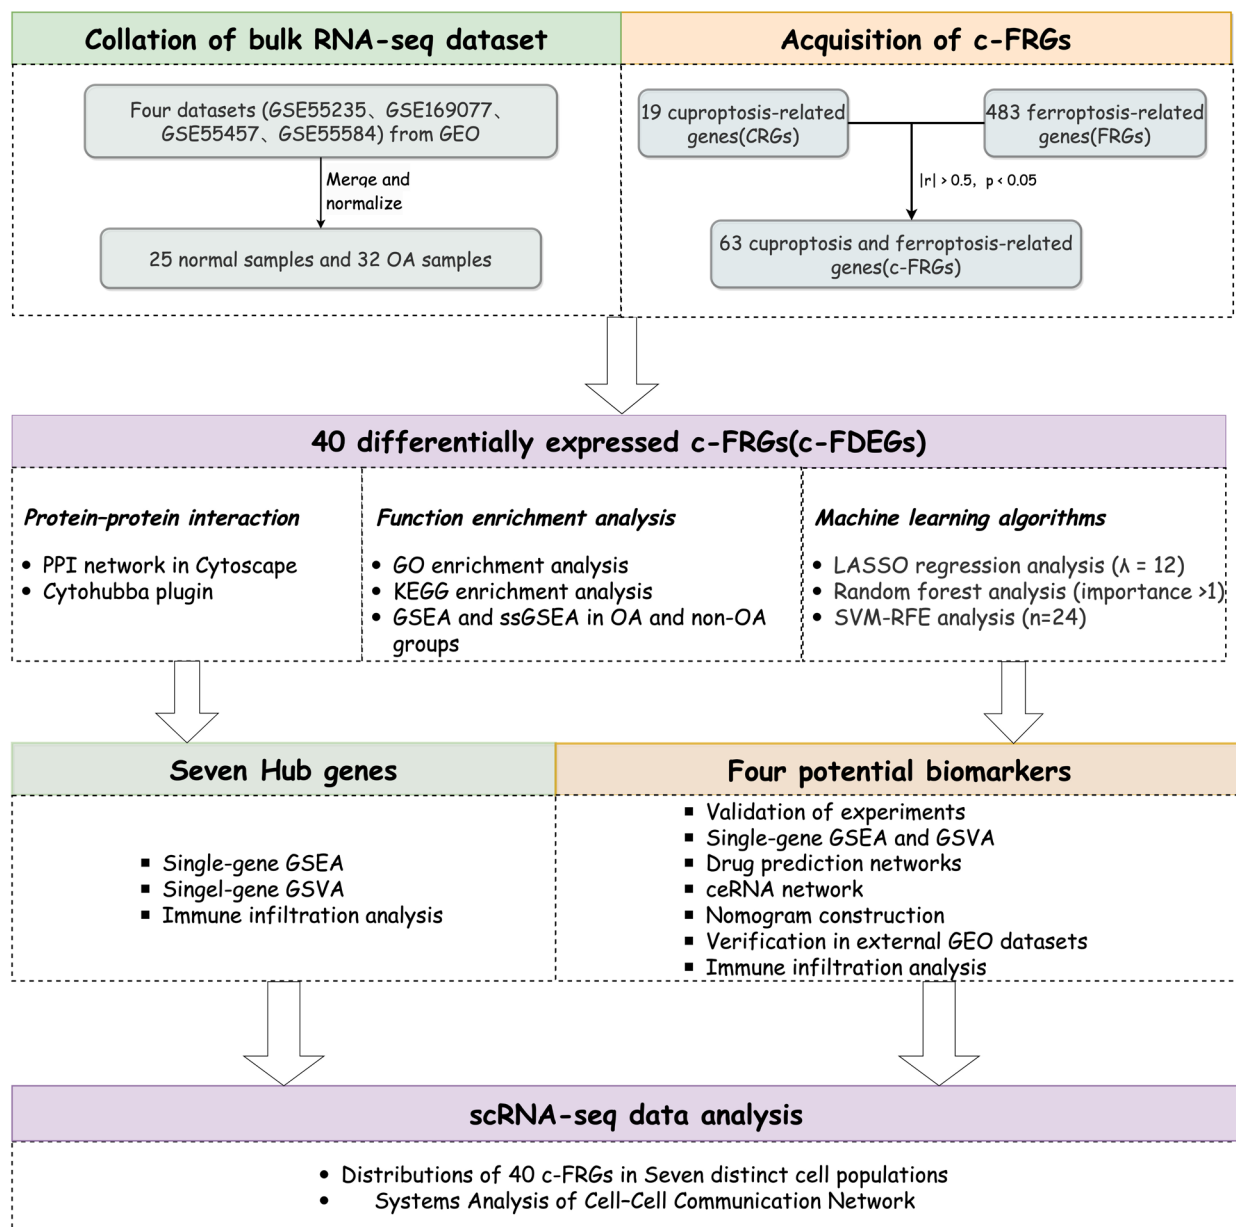 Collation of bulk RNA-seq dataset
Four datasets (GSE55235、GSE169077、
GSE55457、GSE55584) from GEO
Merge and
normalize
25 normal samples and 32 OA samples
Acquisition of c-FRGs
19 cuproptosis-related
genes(CRGs)
483 ferroptosis-related
genes(FRGs)
|r| > 0.5, p < 0.05
63 cuproptosis and ferroptosis-related
genes(c-FRGs)
40 differentially expressed c-FRGs(c-FDEGs)
Protein-protein interaction
• PPI network in Cytoscape
• Cytohubba plugin
Function enrichment analysis
• GO enrichment analysis
• KEGG enrichment analysis
• GSEA and ssGSEA in OA and non-OA
groups
Machine learning algorithms
• LASSO regression analysis (λ = 12)
• Random forest analysis (importance >1)
• SVM-RFE analysis (n=24)
Seven Hub genes
▪ Single-gene GSEA
▪ Singel-gene GSVA
▪ Immune infiltration analysis
Four potential biomarkers
▪ Validation of experiments
▪ Single-gene GSEA and GSVA
▪ Drug prediction networks
▪ ceRNA network
▪ Nomogram construction
▪ Verification in external GEO datasets
▪ Immune infiltration analysis
scRNA-seq data analysis
• Distributions of 40 c-FRGs in Seven distinct cell populations
• Systems Analysis of Cell-Cell Communication Network